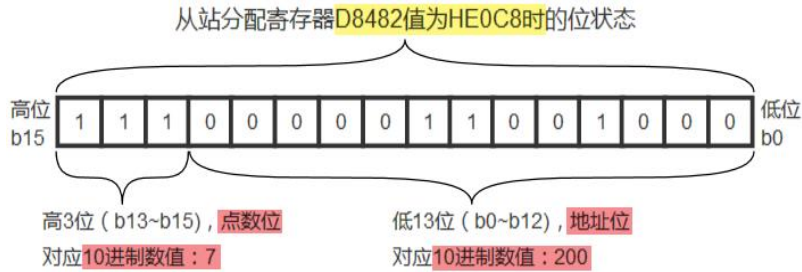 从站分配寄存器D8482值为HE0C8时的位状态
高位 1 1 1 0 0 0 0 0 1 1 0 0 1 0 0 0 低位
b15 b0
高3位（b13~b15），点数位 低13位（b0~b12），地址位
对应10进制数值：7 对应10进制数值：200